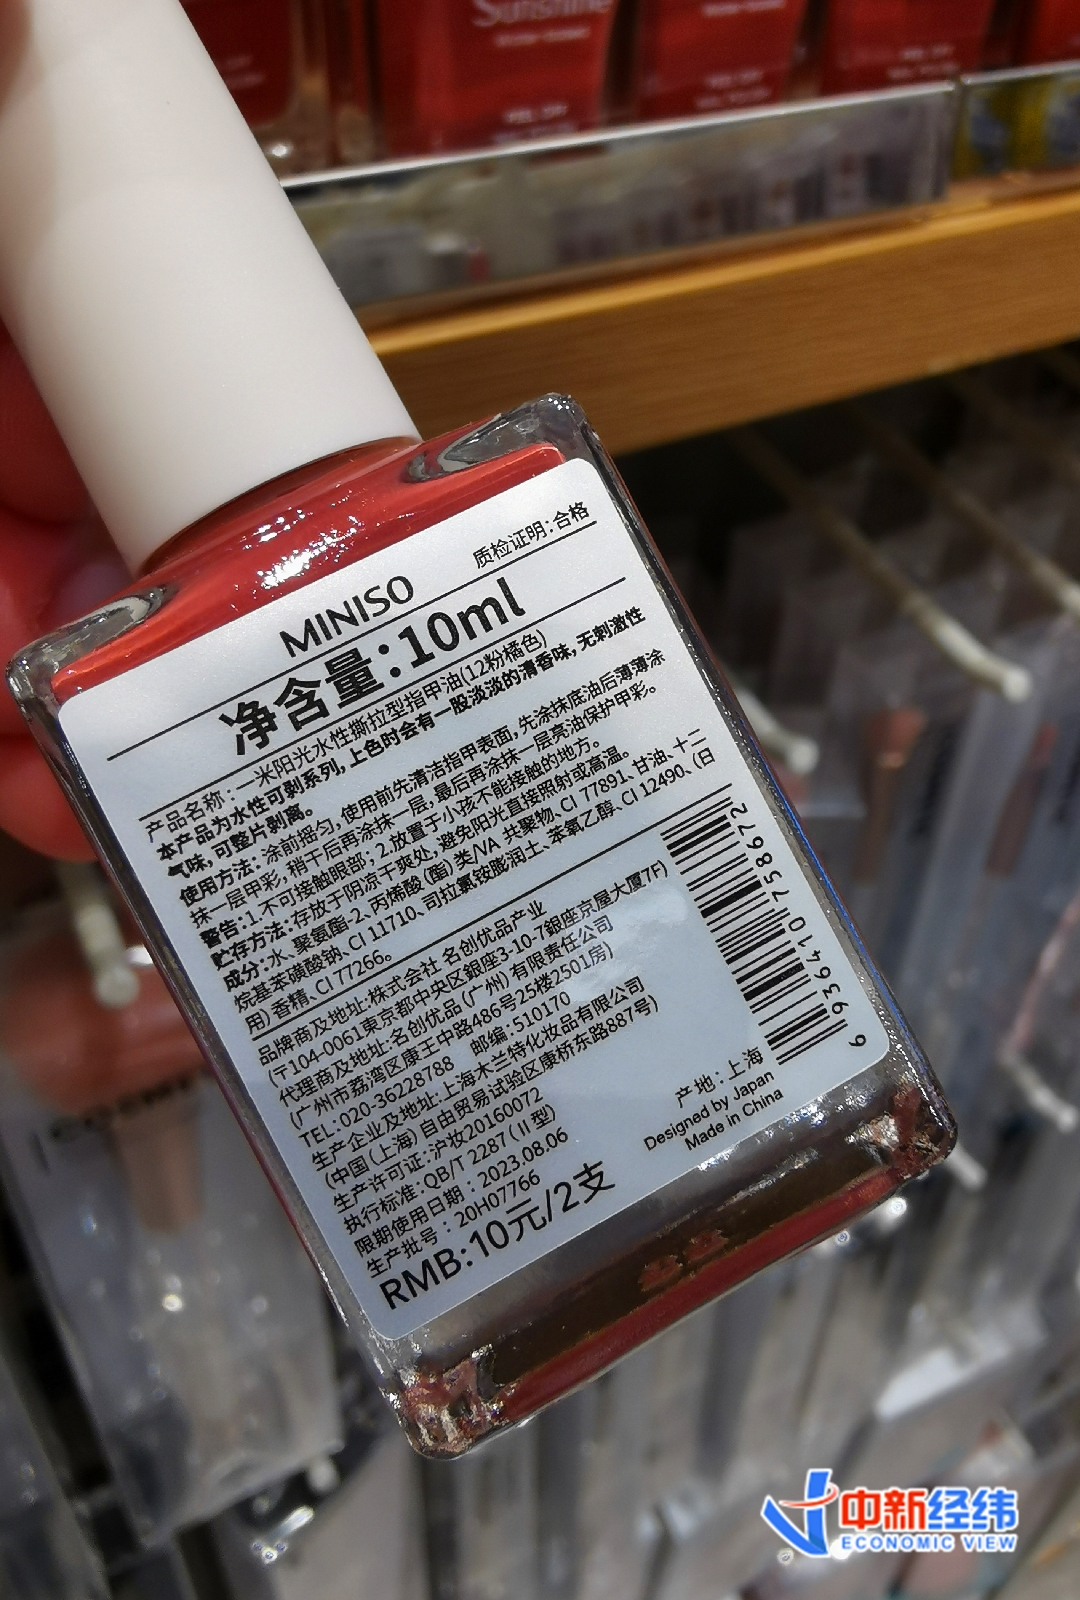 Sunshine
质检证明:合格
MINISO
净含量:10ml
产品名称:一米阳光水性撕拉型指甲油(12粉橘色)
本产品为水性可剥系列,上色时会有一股淡淡的清香味,无刺激性
气味,可整片剥离。
使用方法:涂前摇匀,使用前先清洁指甲表面,先涂抹底油后薄薄涂
抹一层甲彩,稍干后再涂抹一层,最后再涂抹一层亮油保护甲彩。
警告:1.不可接触眼部;2.放置于小孩不能接触的地方。
贮存方法:存放于阴凉干爽处,避免阳光直接照射或高温。
成分:水、聚氨酯-2、丙烯酸(酯)类/VA 共聚物、CI 77891、甘油、十二
烷基苯磺酸钠、CI 11710、司拉氯铵膨润土、苯氧乙醇、CI 12490、(日
用)香精、CI 77266。
品牌商及地址:株式会社 名创优品产业
(〒104-0061東京都中央区銀座3-10-7銀座京屋大厦7F)
代理商及地址:名创优品(广州)有限责任公司
(广州市荔湾区康王中路486号25楼2501房)
TEL:020-36228788 邮编:510170
生产企业及地址:上海木兰特化妆品有限公司
(中国(上海)自由贸易试验区康桥东路887号)
生产许可证:沪妆20160072
执行标准:QB/T 2287(II型)
限期使用日期:2023.08.06
生产批号:20H07766
RMB:10元/2支
6 936410 758672
产地:上海
Designed by Japan
Made in China
中新经纬
ECONOMIC VIEW